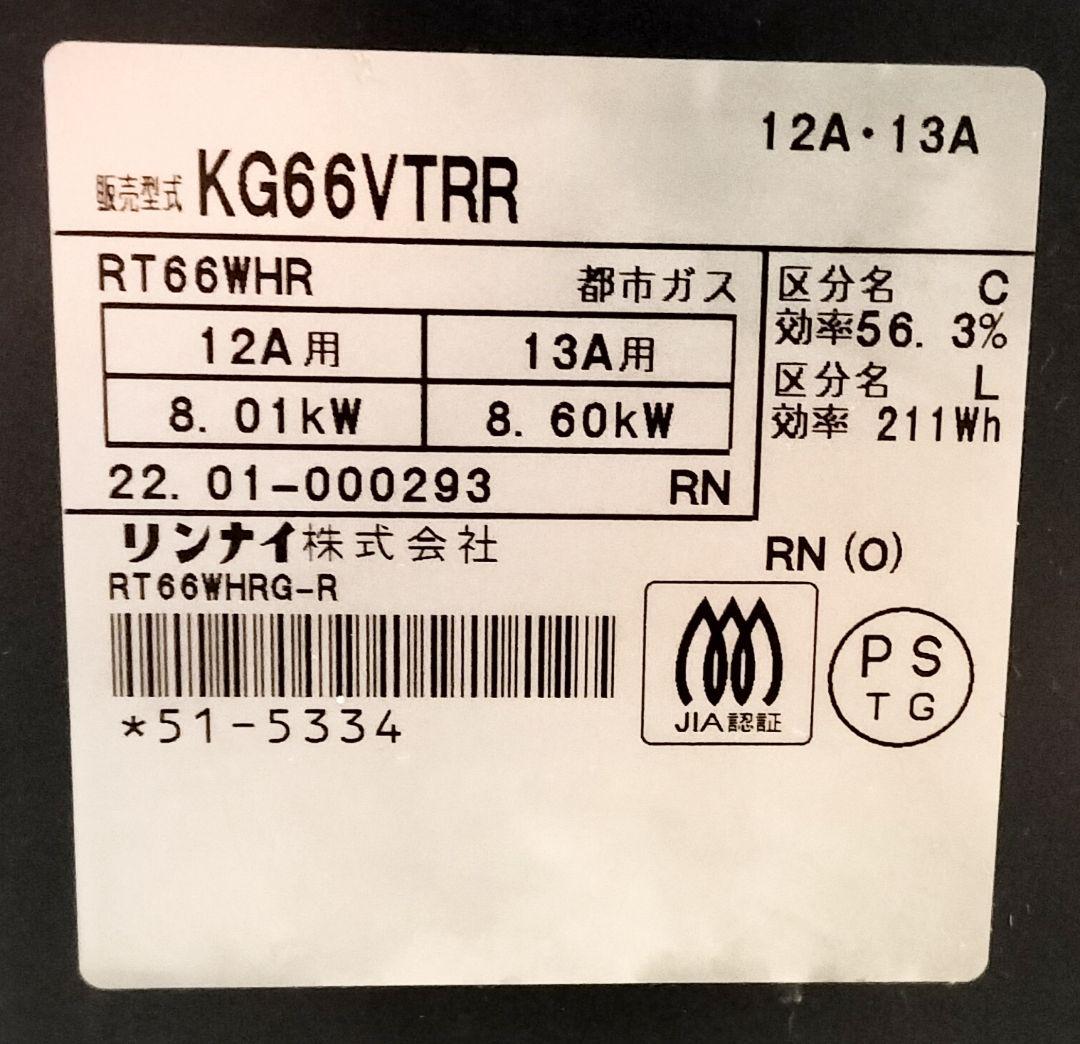 12A・13A
販売型式 KG66VTRR
RT66WHR 都市ガス
12A用 13A用
8. 01kW 8. 60kW
22. 01-000293 RN
区分名 C
効率56. 3%
区分名 L
効率 211Wh
リンナイ株式会社
RN (O)
RT66WHRG-R
*51-5334
JIA認証
PS
TG